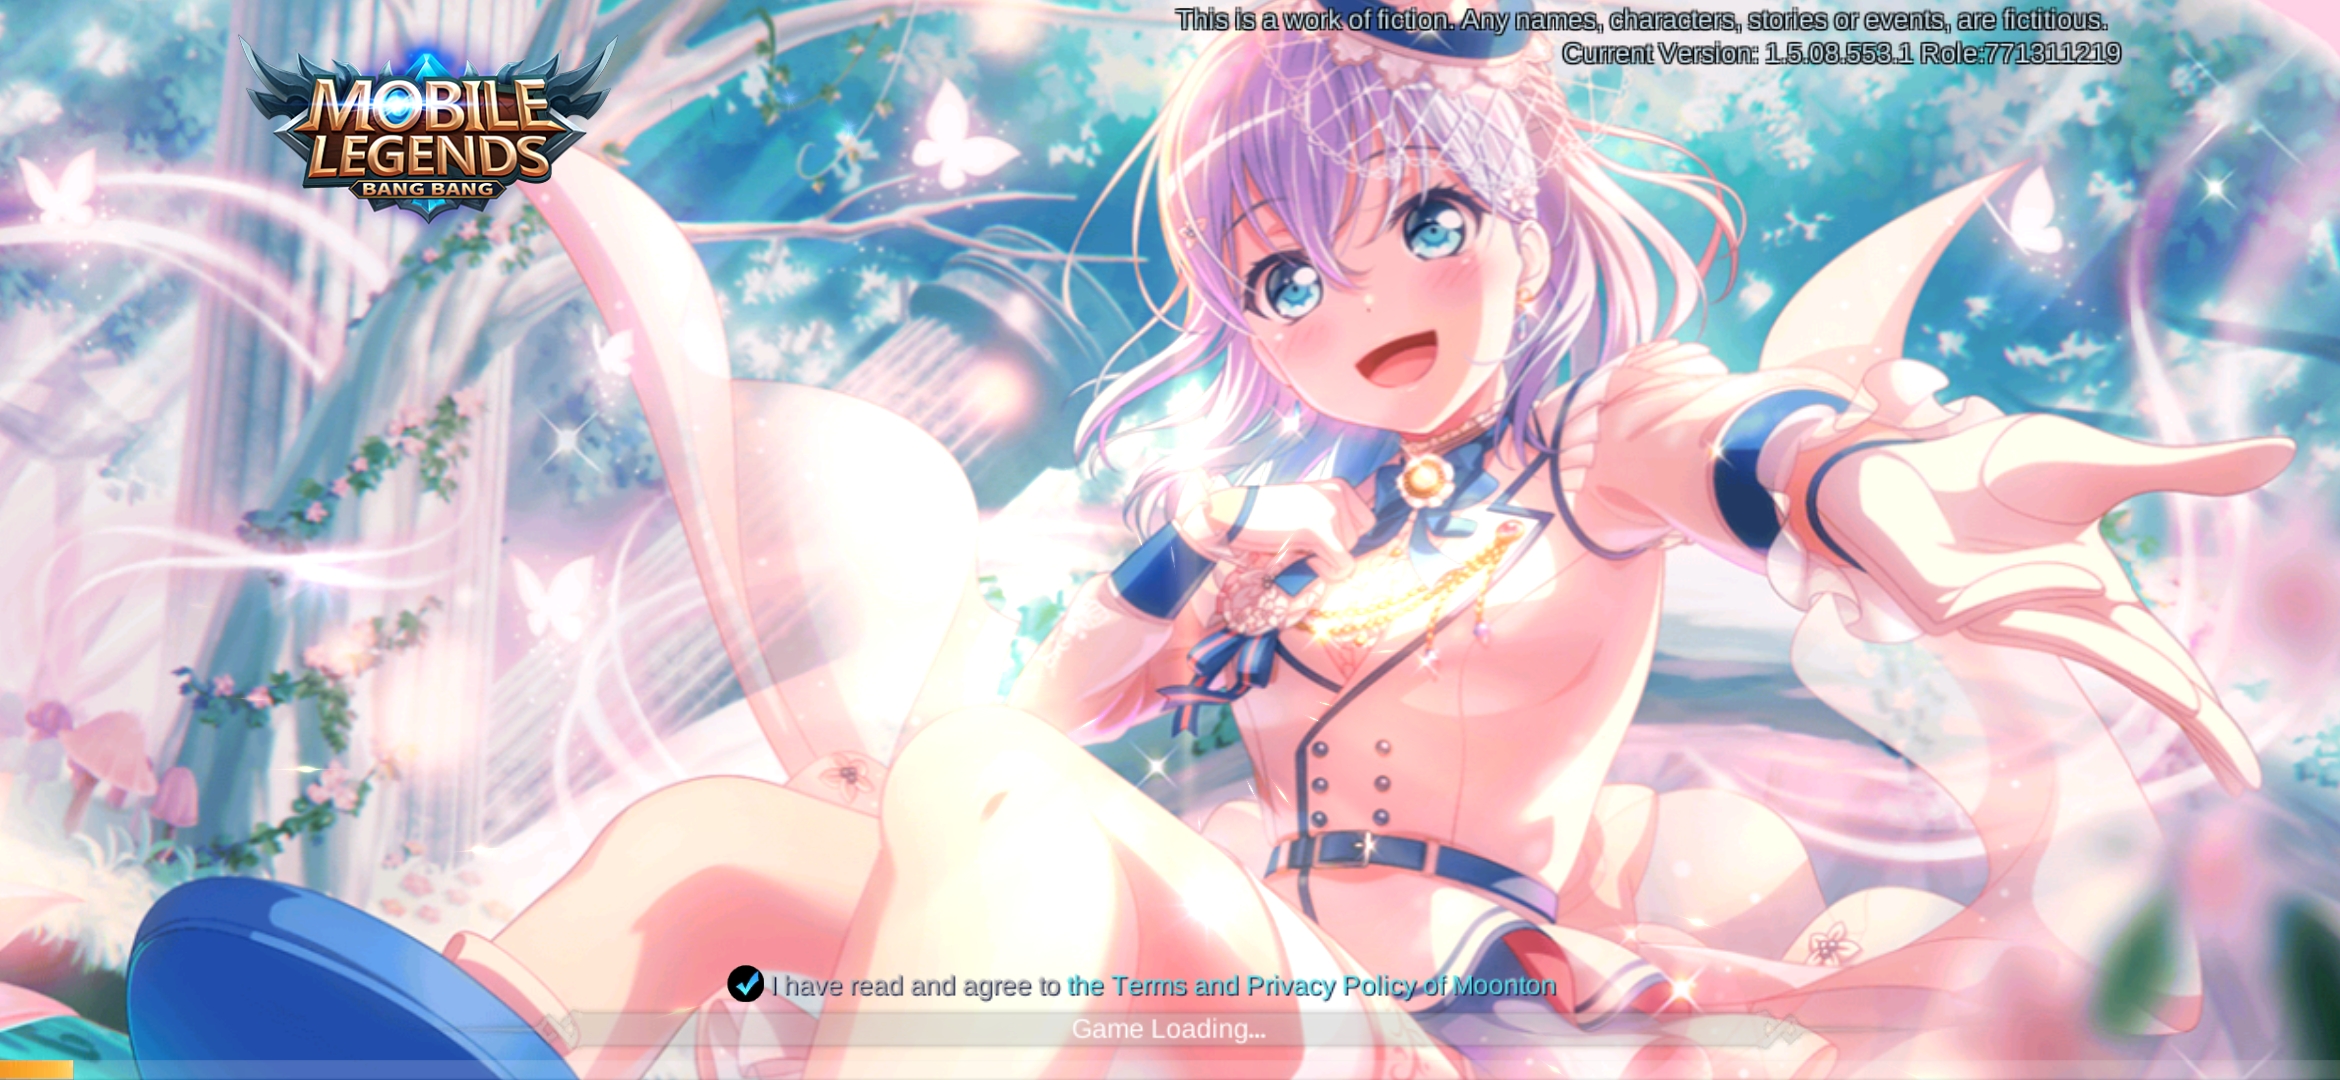 This is a work of fiction. Any names, characters, stories or events, are fictitious.
Current Version: 1.5.08.553.1 Role:771311219
MOBILE
LEGENDS
BANG BANG
I have read and agree to the Terms and Privacy Policy of Moonton
Game Loading...